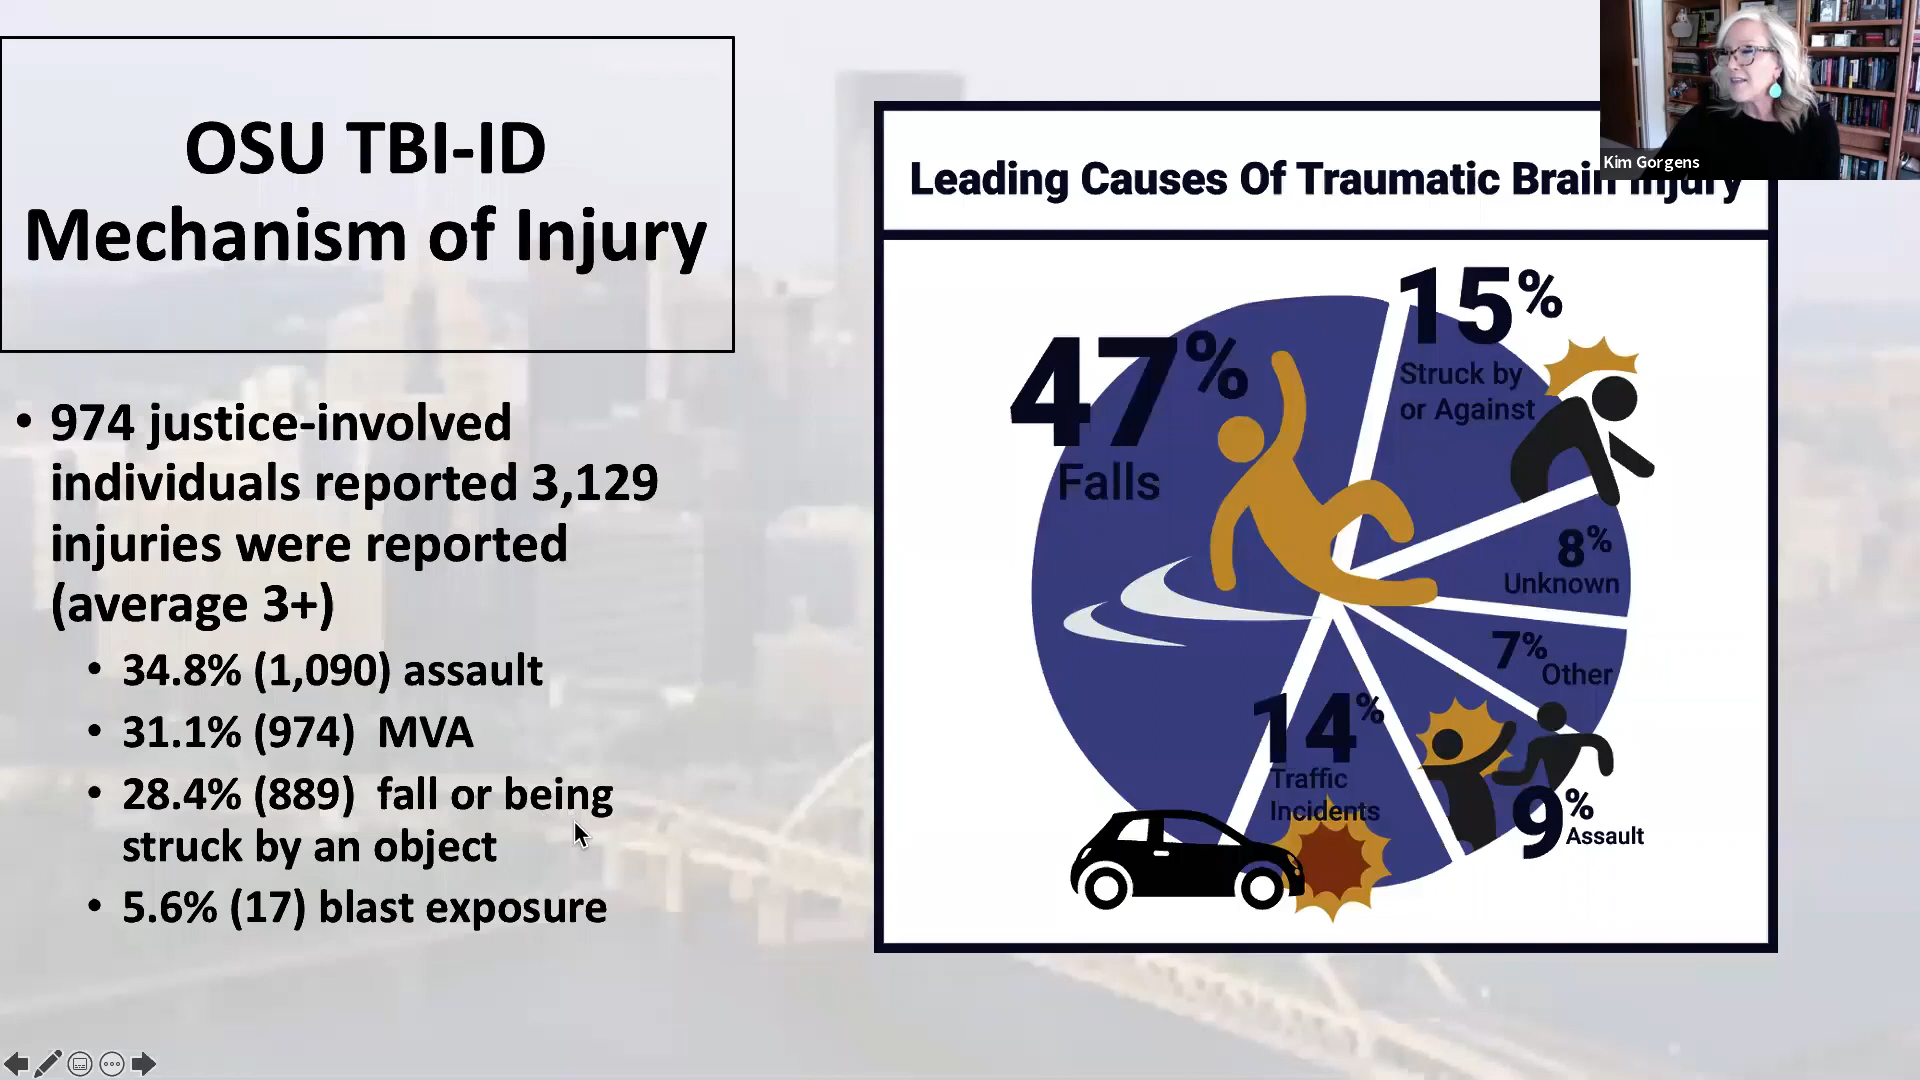 OSU TBI-ID
Mechanism of Injury
• 974 justice-involved
individuals reported 3,129
injuries were reported
(average 3+)
• 34.8% (1,090) assault
• 31.1% (974) MVA
• 28.4% (889) fall or being
struck by an object
• 5.6% (17) blast exposure
Leading Causes Of Traumatic Brain Injury
47%
Falls
15%
Struck by
or Against
8%
Unknown
7%
Other
14%
Traffic
Incidents
9%
Assault
Kim Gorgens